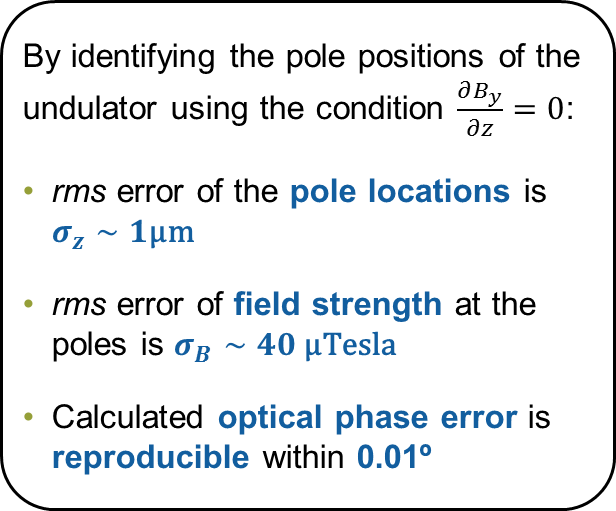 By identifying the pole positions of the
undulator using the condition ∂B_y/∂z = 0:
• rms error of the pole locations is
σ_z ~ 1μm
• rms error of field strength at the
poles is σ_B ~ 40 μTesla
• Calculated optical phase error is
reproducible within 0.01º